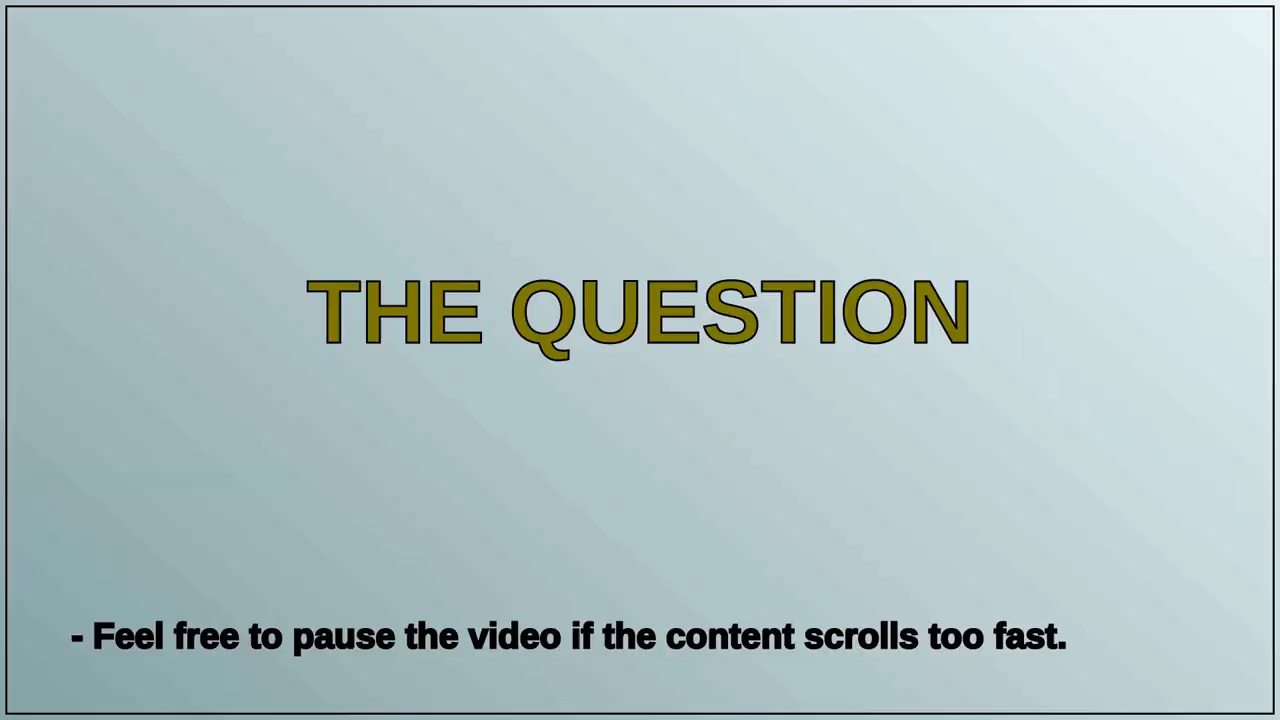 THE QUESTION
- Feel free to pause the video if the content scrolls too fast.